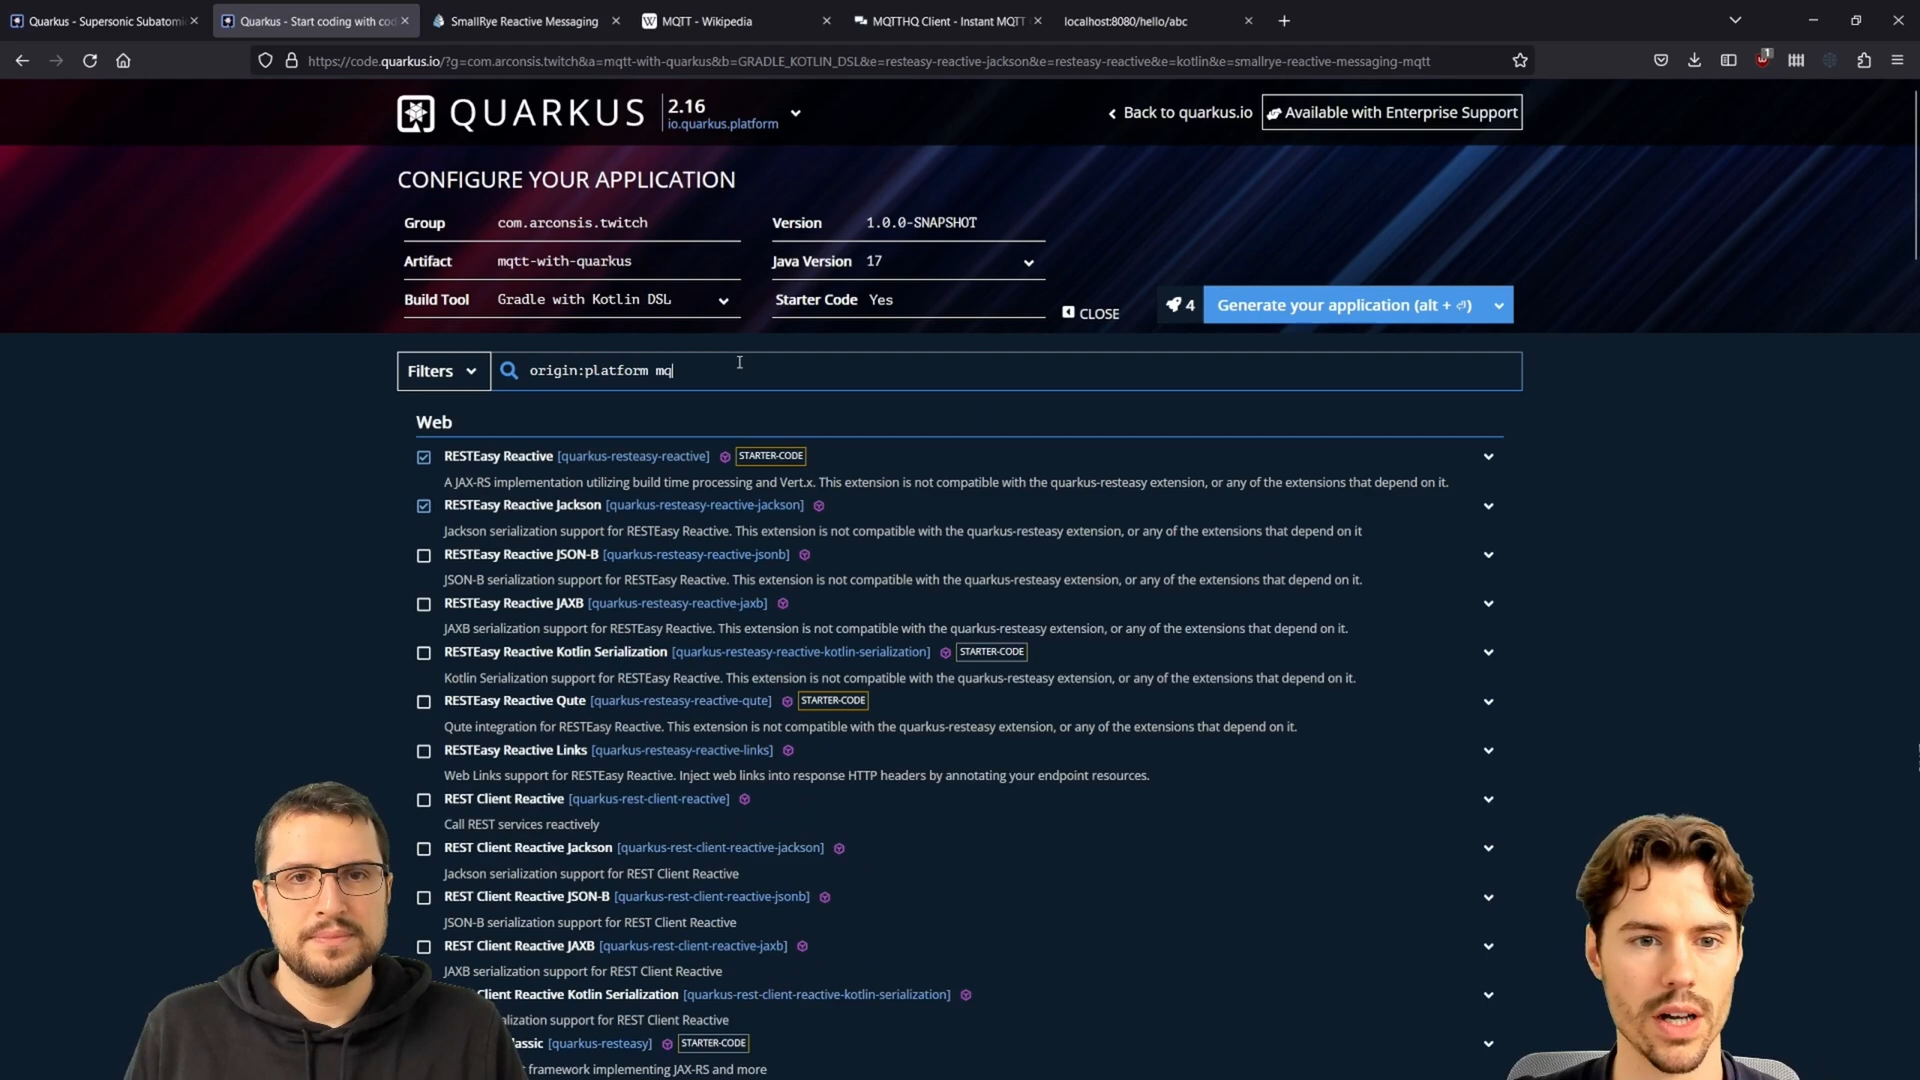 Quarkus - Supersonic Subatomi
Quarkus - Start coding with cod
SmallRye Reactive Messaging
MQTT - Wikipedia
MQTTHQ Client - Instant MQTT
localhost:8080/hello/abc
https://code.quarkus.io/?g=com.arconsis.twitch&a=mqtt-with-quarkus&b=GRADLE_KOTLIN_DSL&e=resteasy-reactive-jackson&e=resteasy-reactive&e=kotlin&e=smallrye-reactive-messaging-mqtt
1
QUARKUS
2.16
io.quarkus.platform
Back to quarkus.io
Available with Enterprise Support
CONFIGURE YOUR APPLICATION
Group com.arconsis.twitch
Version 1.0.0-SNAPSHOT
Artifact mqtt-with-quarkus
Java Version 17
Build Tool Gradle with Kotlin DSL
Starter Code Yes
CLOSE
4
Generate your application (alt + ⏎)
Filters
origin:platform mq
Web
RESTEasy Reactive [quarkus-resteasy-reactive] STARTER-CODE
A JAX-RS implementation utilizing build time processing and Vert.x. This extension is not compatible with the quarkus-resteasy extension, or any of the extensions that depend on it.
RESTEasy Reactive Jackson [quarkus-resteasy-reactive-jackson]
Jackson serialization support for RESTEasy Reactive. This extension is not compatible with the quarkus-resteasy extension, or any of the extensions that depend on it
RESTEasy Reactive JSON-B [quarkus-resteasy-reactive-jsonb]
JSON-B serialization support for RESTEasy Reactive. This extension is not compatible with the quarkus-resteasy extension, or any of the extensions that depend on it.
RESTEasy Reactive JAXB [quarkus-resteasy-reactive-jaxb]
JAXB serialization support for RESTEasy Reactive. This extension is not compatible with the quarkus-resteasy extension, or any of the extensions that depend on it.
RESTEasy Reactive Kotlin Serialization [quarkus-resteasy-reactive-kotlin-serialization] STARTER-CODE
Kotlin Serialization support for RESTEasy Reactive. This extension is not compatible with the quarkus-resteasy extension, or any of the extensions that depend on it.
RESTEasy Reactive Qute [quarkus-resteasy-reactive-qute] STARTER-CODE
Qute integration for RESTEasy Reactive. This extension is not compatible with the quarkus-resteasy extension, or any of the extensions that depend on it.
RESTEasy Reactive Links [quarkus-resteasy-reactive-links]
Web Links support for RESTEasy Reactive. Inject web links into response HTTP headers by annotating your endpoint resources.
REST Client Reactive [quarkus-rest-client-reactive]
Call REST services reactively
REST Client Reactive Jackson [quarkus-rest-client-reactive-jackson]
Jackson serialization support for REST Client Reactive
REST Client Reactive JSON-B [quarkus-rest-client-reactive-jsonb]
JSON-B serialization support for REST Client Reactive
REST Client Reactive JAXB [quarkus-rest-client-reactive-jaxb]
JAXB serialization support for REST Client Reactive
Client Reactive Kotlin Serialization [quarkus-rest-client-reactive-kotlin-serialization]
alization support for REST Client Reactive
assic [quarkus-resteasy] STARTER-CODE
framework implementing JAX-RS and more